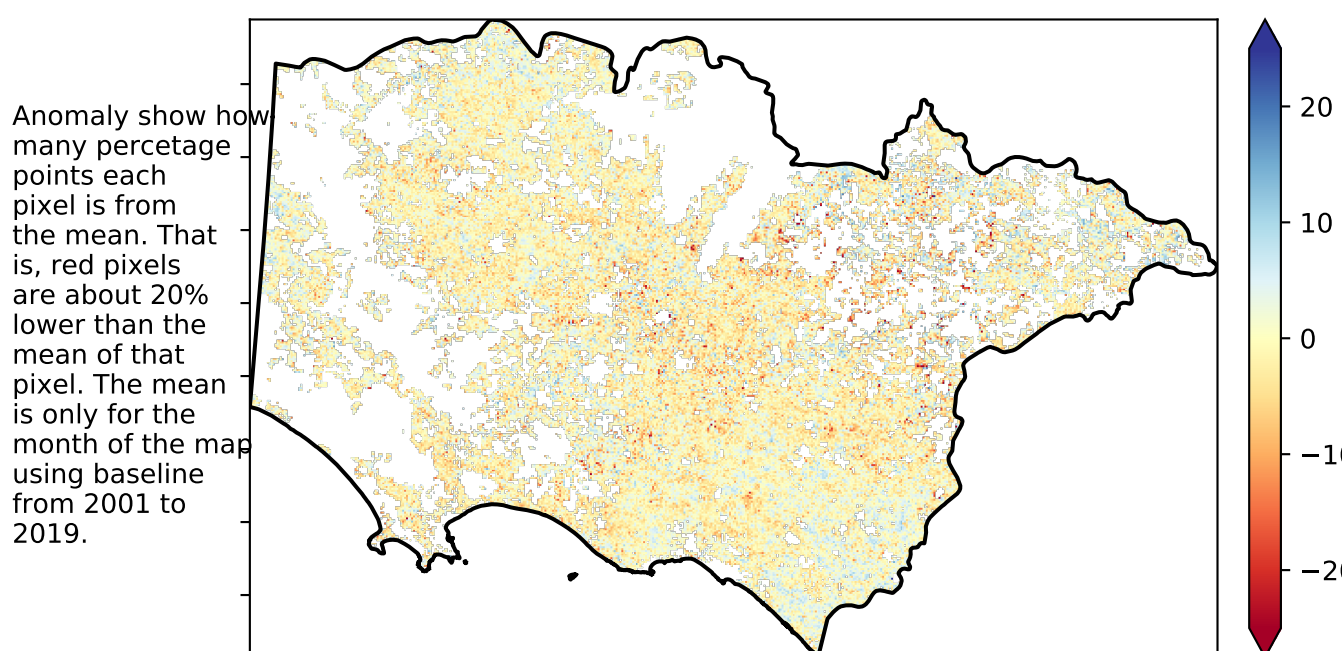 Anomaly show how
many percetage
points each
pixel is from
the mean. That
is, red pixels
are about 20%
lower than the
mean of that
pixel. The mean
is only for the
month of the map
using baseline
from 2001 to
2019.
20
10
0
−10
−20